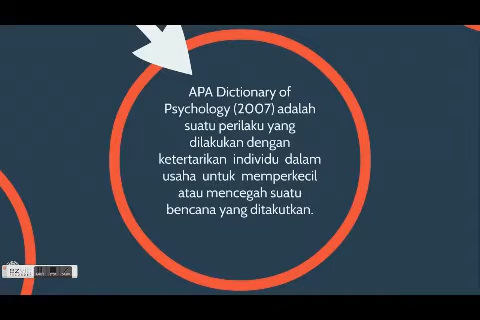 APA Dictionary of
Psychology (2007) adalah
suatu perilaku yang
dilakukan dengan
ketertarikan individu dalam
usaha untuk memperkecil
atau mencegah suatu
bencana yang ditakutkan.